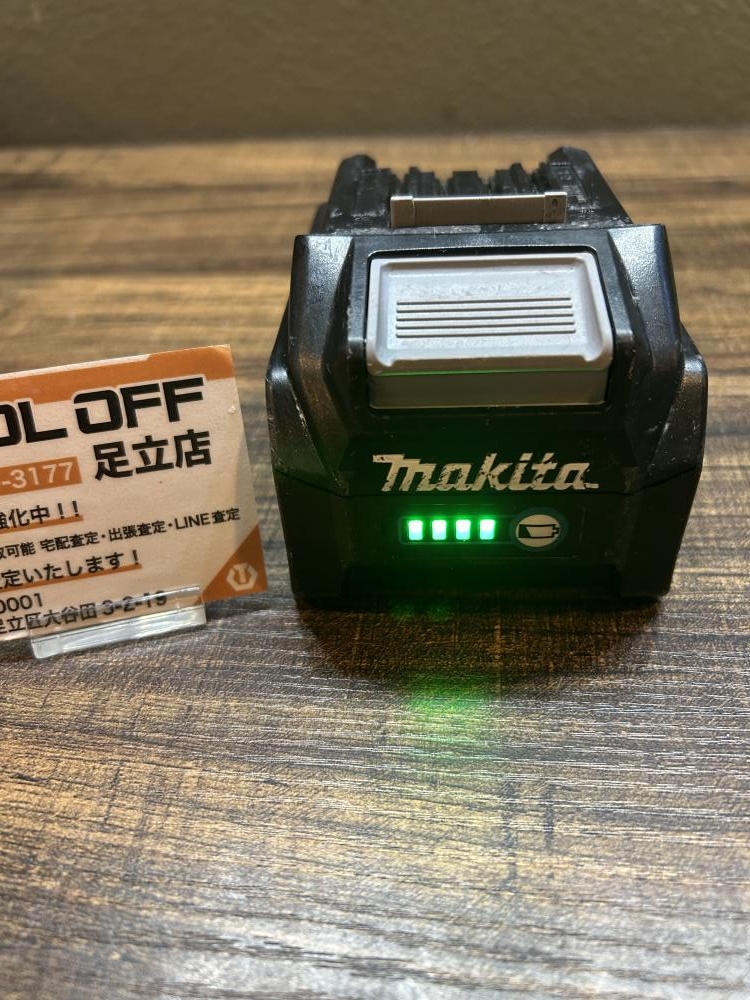 OL OFF
-3177 足立店
強化中!!
取可能 宅配査定・出張査定・LINE査定
定いたします!
0001
足立区大谷田 3-2-19
makita